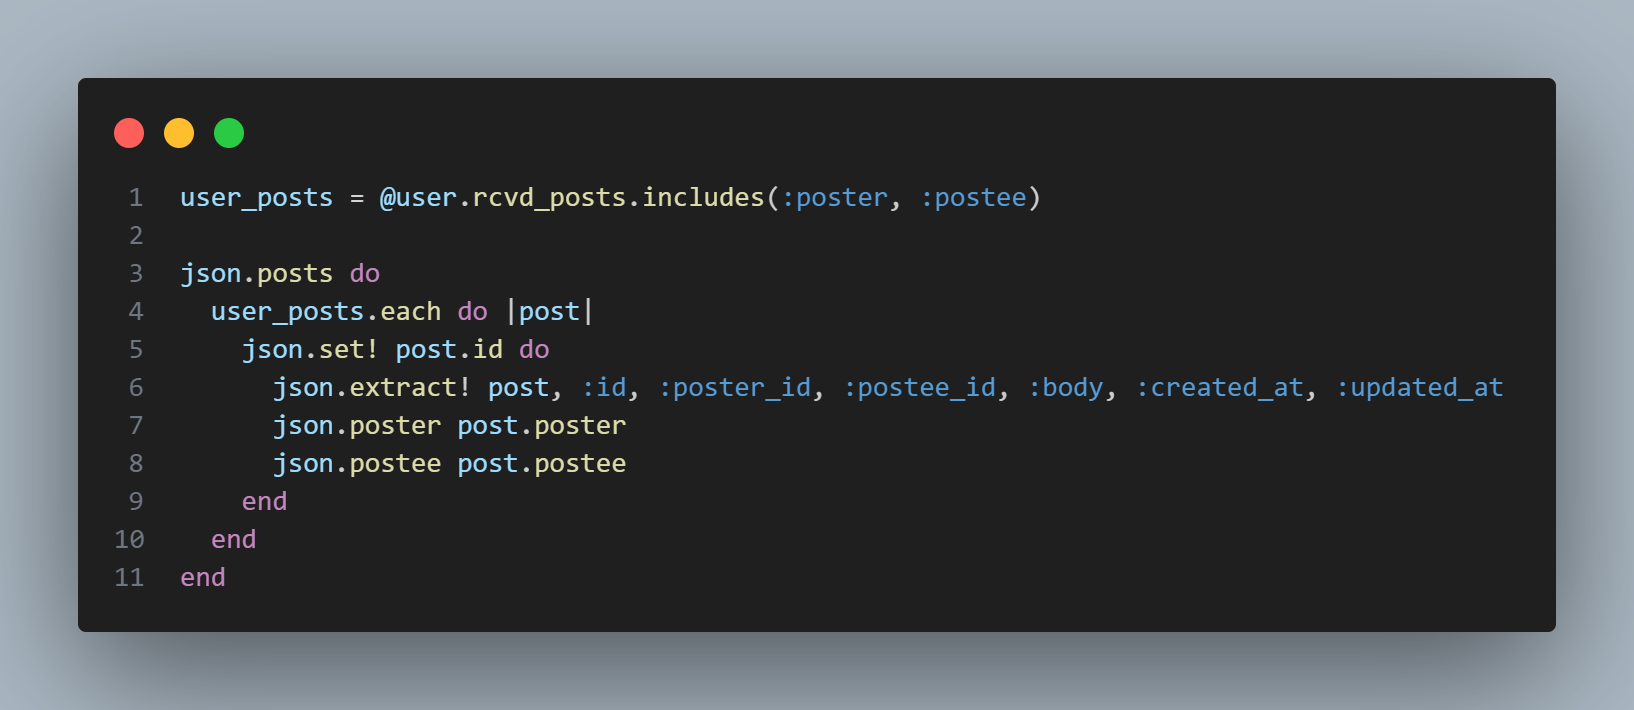 1 user_posts = @user.rcvd_posts.includes(:poster, :postee)
2
3 json.posts do
4   user_posts.each do |post|
5     json.set! post.id do
6       json.extract! post, :id, :poster_id, :postee_id, :body, :created_at, :updated_at
7       json.poster post.poster
8       json.postee post.postee
9     end
10   end
11 end